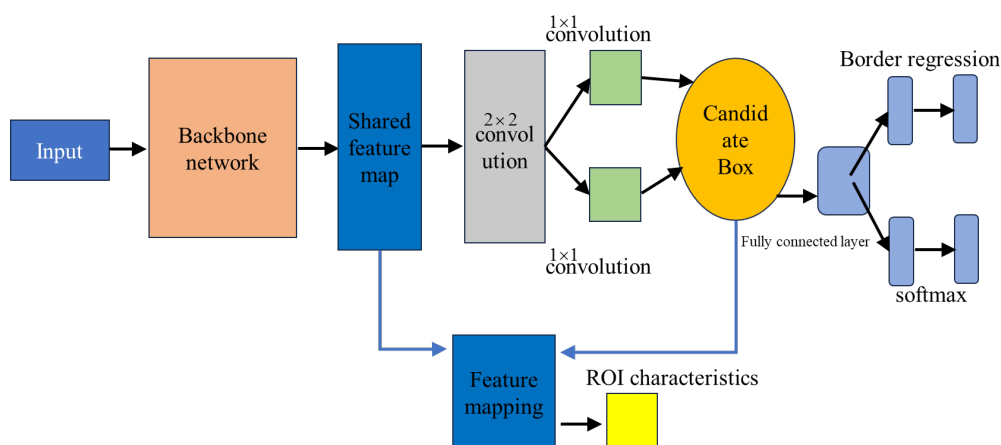 Input
Backbone
network
Shared
feature
map
2×2
convol
ution
1×1
convolution
1×1
convolution
Candid
ate
Box
Fully connected layer
Border regression
softmax
Feature
mapping
ROI characteristics